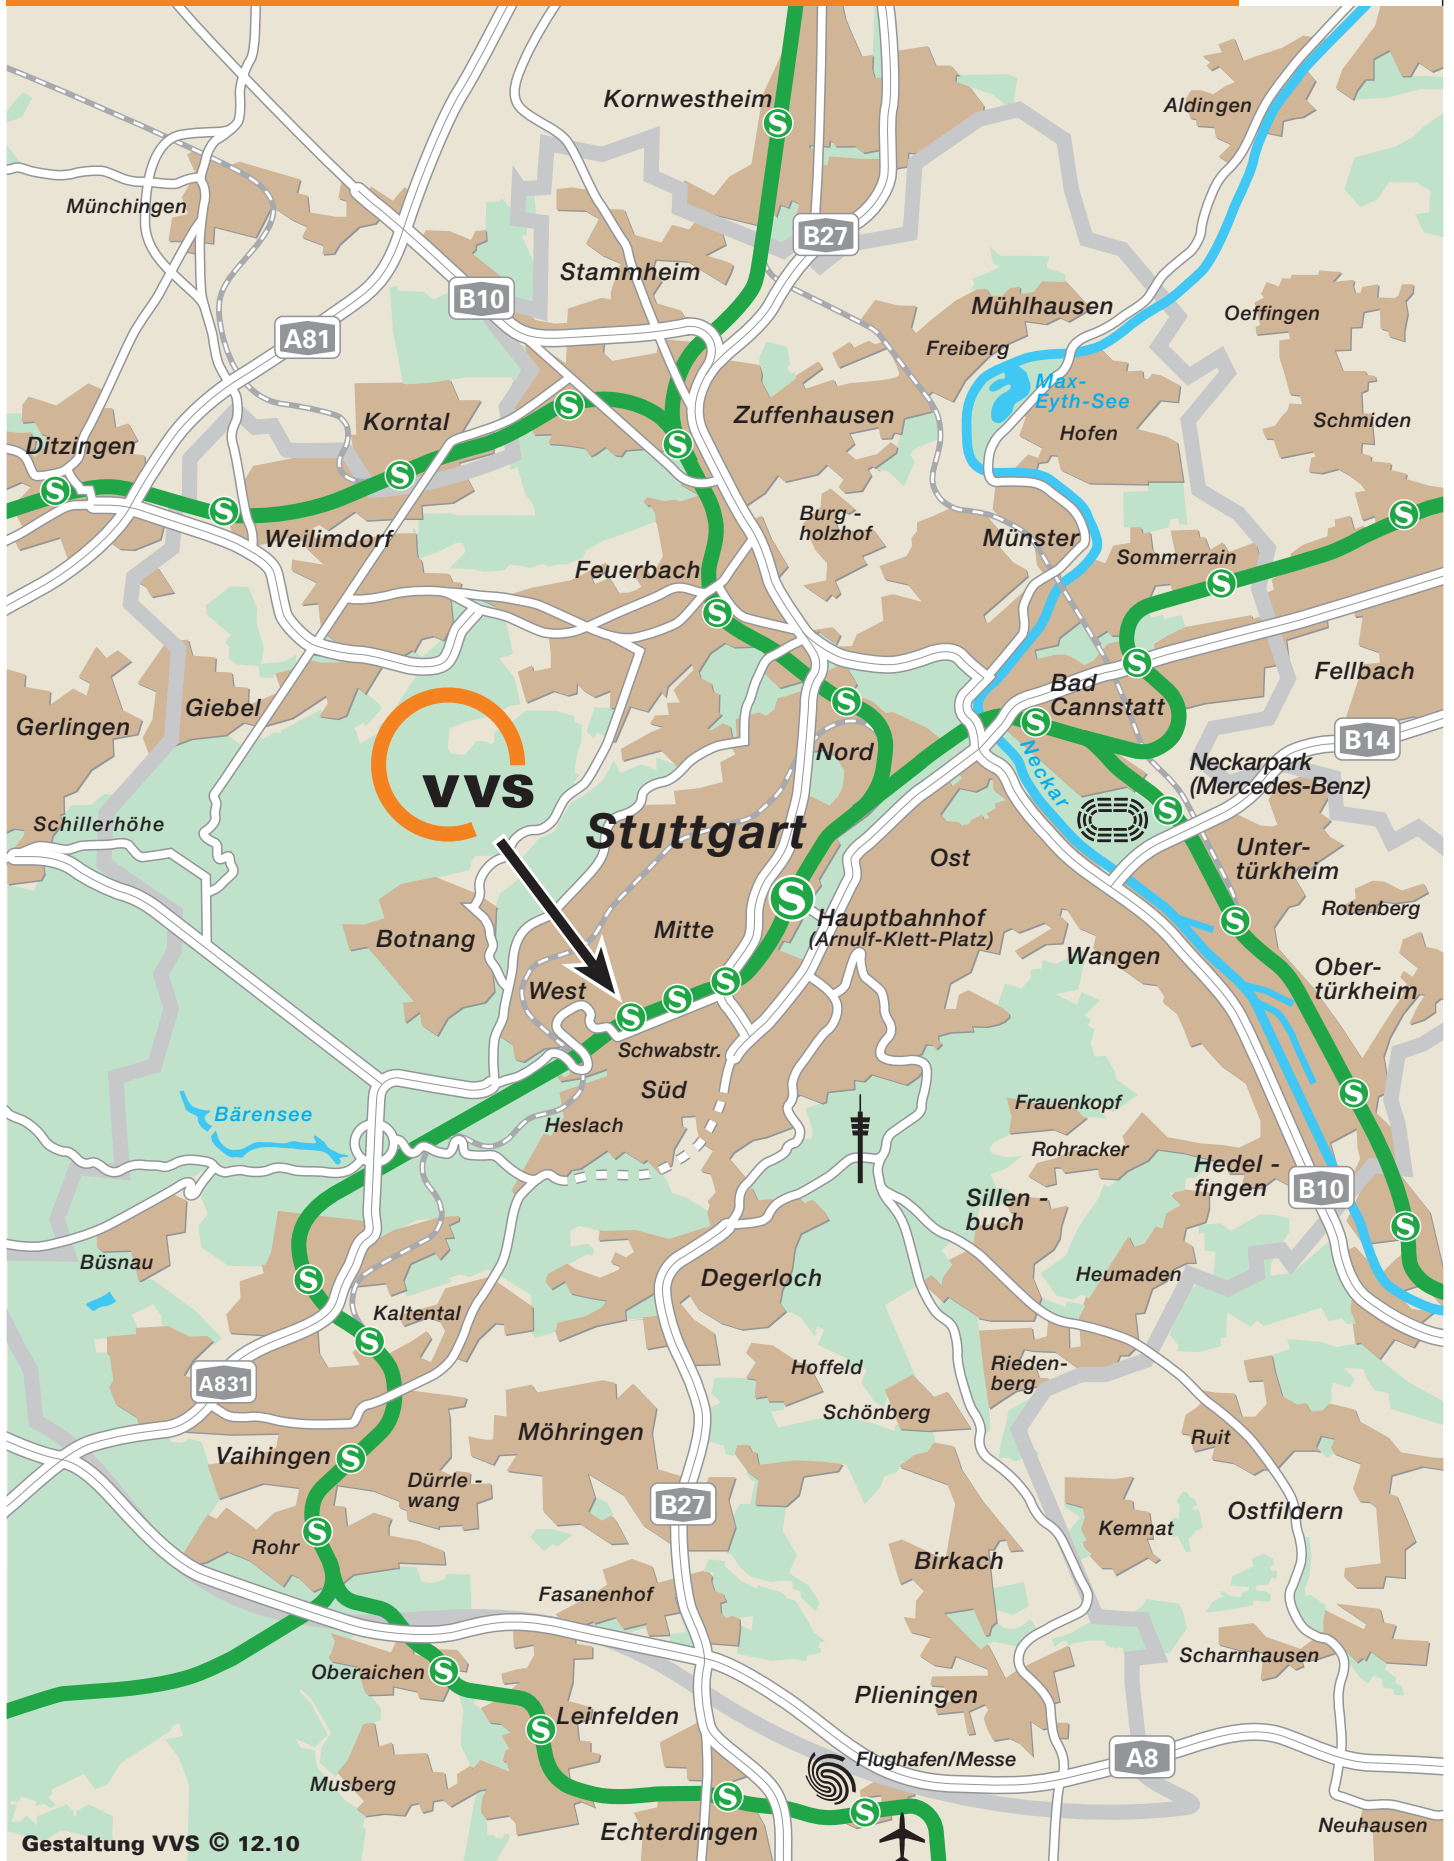 Kornwestheim
S
Aldingen
Münchingen
B27
Stammheim
B10
Mühlhausen
Oeffingen
A81
Freiberg
Max-
Eyth-See
S
Zuffenhausen
Korntal
Schmiden
Hofen
Ditzingen
S
S
S
S
S
Burg-
holzhof
Weilimdorf
Münster
Sommerrain
Feuerbach
S
S
S
Fellbach
Bad
Cannstatt
Giebel
S
Gerlingen
S
B14
Nord
Neckar
Neckarpark
(Mercedes-Benz)
vvs
S
Schillerhöhe
Stuttgart
Ost
Unter-
türkheim
S
Rotenberg
Hauptbahnhof
(Arnulf-Klett-Platz)
S
Mitte
Botnang
Wangen
Ober-
türkheim
West
S
S
S
Schwabstr.
Süd
S
Frauenkopf
Bärensee
Heslach
Rohracker
Hedel -
fingen
B10
Sillen -
buch
S
Büsnau
S
Degerloch
Heumaden
Kaltental
S
Hoffeld
Rieden-
berg
A831
Schönberg
Möhringen
Ruit
Vaihingen
S
Dürrle -
wang
B27
Ostfildern
S
Kemnat
Rohr
Birkach
Fasanenhof
Oberaichen
S
Scharnhausen
Plieningen
Leinfelden
S
Flughafen/Messe
A8
Musberg
S
S
Neuhausen
Echterdingen
Gestaltung VVS © 12.10